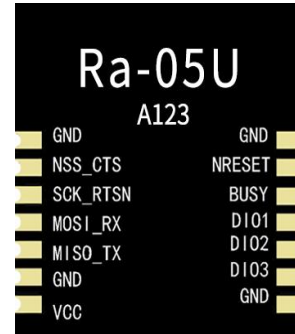 Ra-05U
A123
GND
NSS_CTS
SCK_RTSN
MOSI_RX
MISO_TX
GND
VCC
GND
NRESET
BUSY
DIO1
DIO2
DIO3
GND